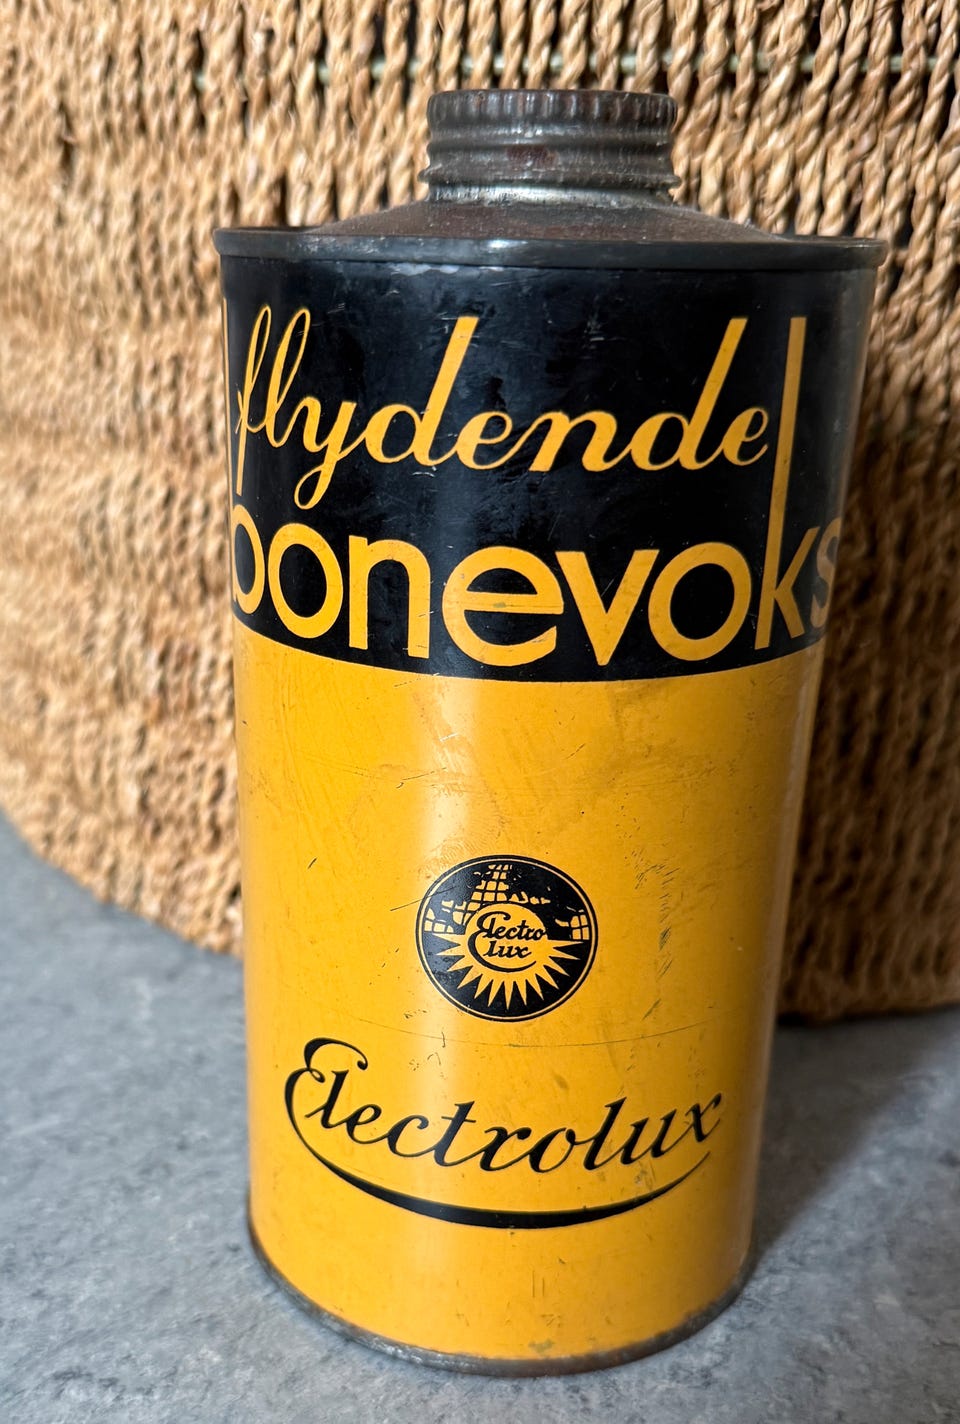 flydende
bonevoks
Electro
lux
Electrolux